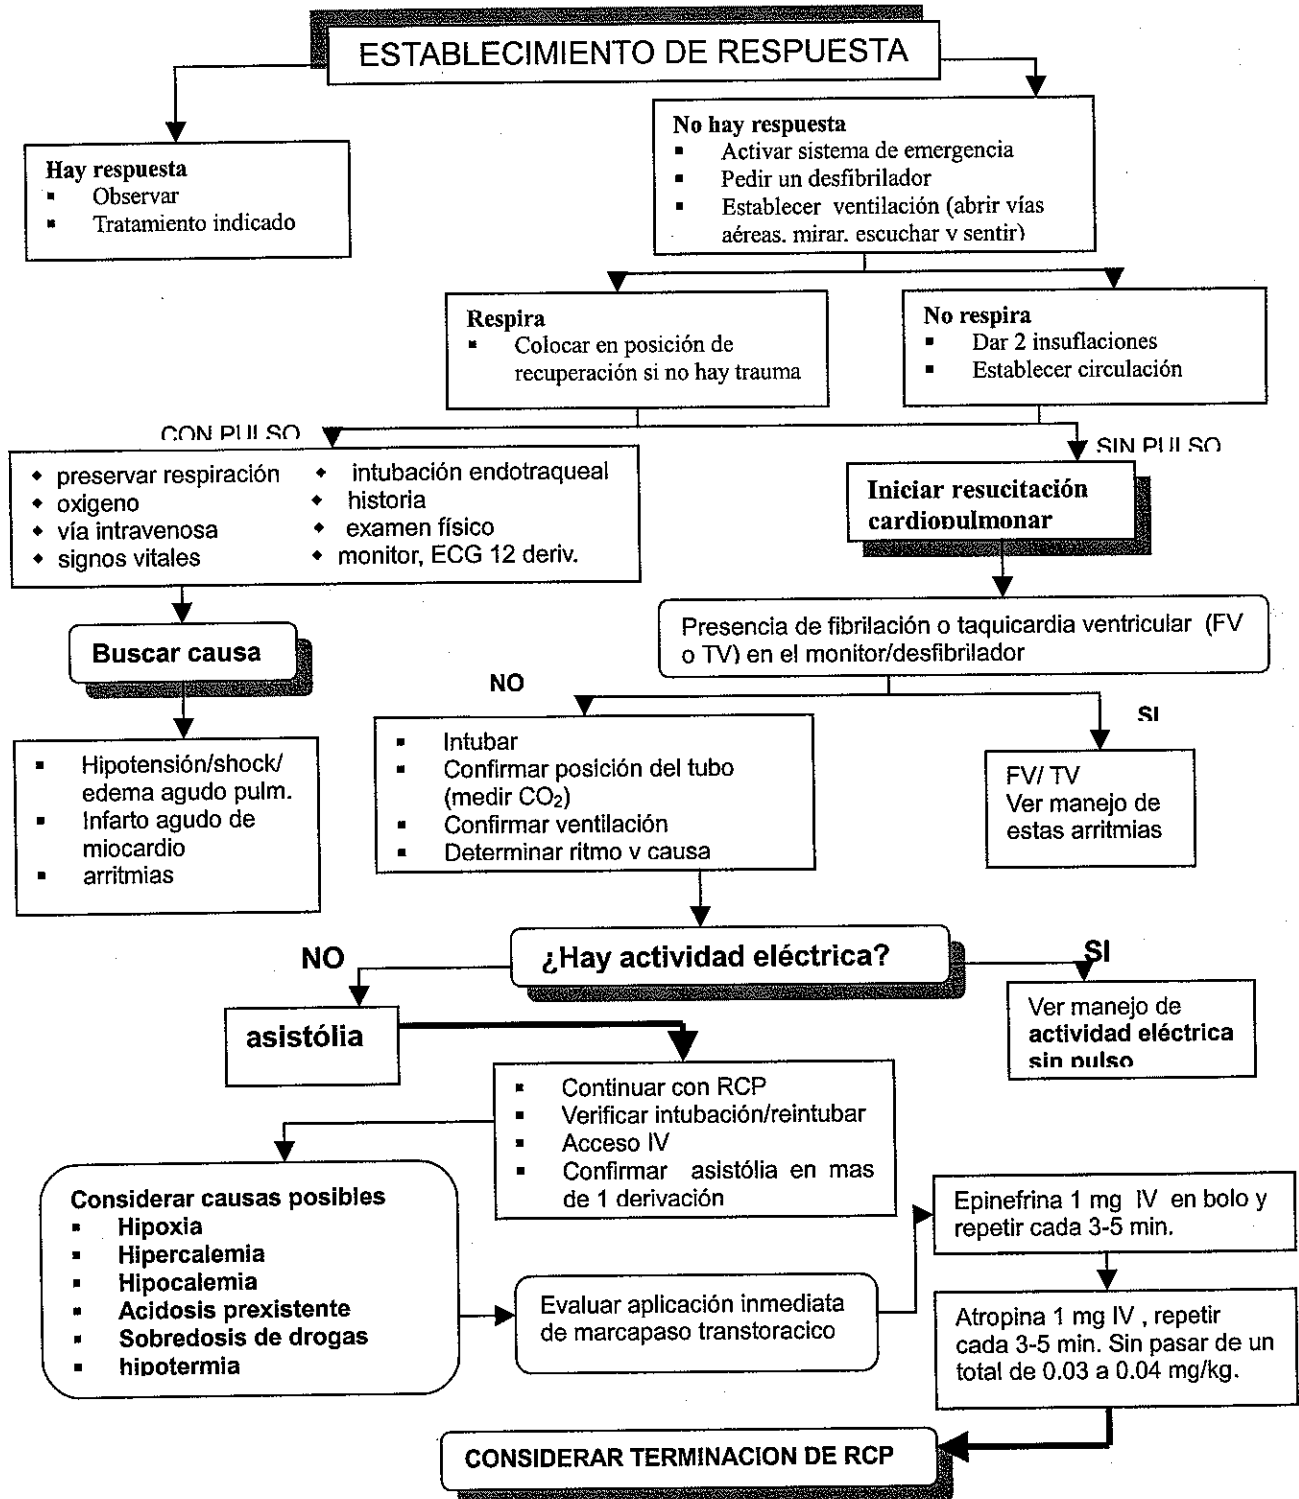 ESTABLECIMIENTO DE RESPUESTA
Hay respuesta
▪ Observar
▪ Tratamiento indicado
No hay respuesta
▪ Activar sistema de emergencia
▪ Pedir un desfibrilador
▪ Establecer ventilación (abrir vías
aéreas, mirar, escuchar y sentir)
Respira
▪ Colocar en posición de
recuperación si no hay trauma
No respira
▪ Dar 2 insuflaciones
▪ Establecer circulación
CON PULSO
◆ preservar respiración
◆ oxigeno
◆ vía intravenosa
◆ signos vitales
◆ intubación endotraqueal
◆ historia
◆ examen físico
◆ monitor, ECG 12 deriv.
SIN PULSO
Iniciar resucitación
cardiopulmonar
Buscar causa
Presencia de fibrilación o taquicardia ventricular (FV
o TV) en el monitor/desfibrilador
▪ Hipotensión/shock/
edema agudo pulm.
▪ Infarto agudo de
miocardio
▪ arritmias
NO
▪ Intubar
▪ Confirmar posición del tubo
(medir CO₂)
▪ Confirmar ventilación
▪ Determinar ritmo y causa
SI
FV/ TV
Ver manejo de
estas arritmias
¿Hay actividad eléctrica?
NO
asistólia
SI
Ver manejo de
actividad eléctrica
sin pulso
▪ Continuar con RCP
▪ Verificar intubación/reintubar
▪ Acceso IV
▪ Confirmar asistólia en mas
de 1 derivación
Considerar causas posibles
▪ Hipoxia
▪ Hipercalemia
▪ Hipocalemia
▪ Acidosis prexistente
▪ Sobredosis de drogas
▪ hipotermia
Evaluar aplicación inmediata
de marcapaso transtoracico
Epinefrina 1 mg IV en bolo y
repetir cada 3-5 min.
Atropina 1 mg IV , repetir
cada 3-5 min. Sin pasar de un
total de 0.03 a 0.04 mg/kg.
CONSIDERAR TERMINACION DE RCP